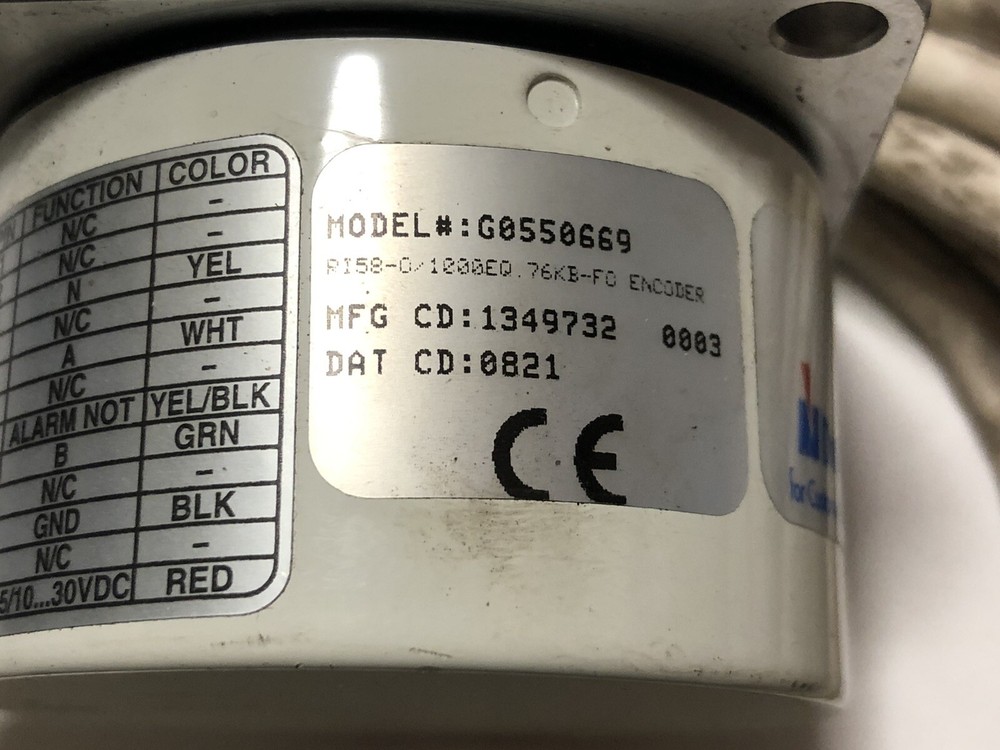 FUNCTION COLOR
N/C -
N/C -
N YEL
N/C -
A WHT
N/C -
ALARM NOT YEL/BLK
B GRN
N/C -
GND BLK
N/C -
5/10...30VDC RED
MODEL#:G0550669
RI58-O/1000EQ.76KB-FO ENCODER
MFG CD:1349732 0003
DAT CD:0821
CE